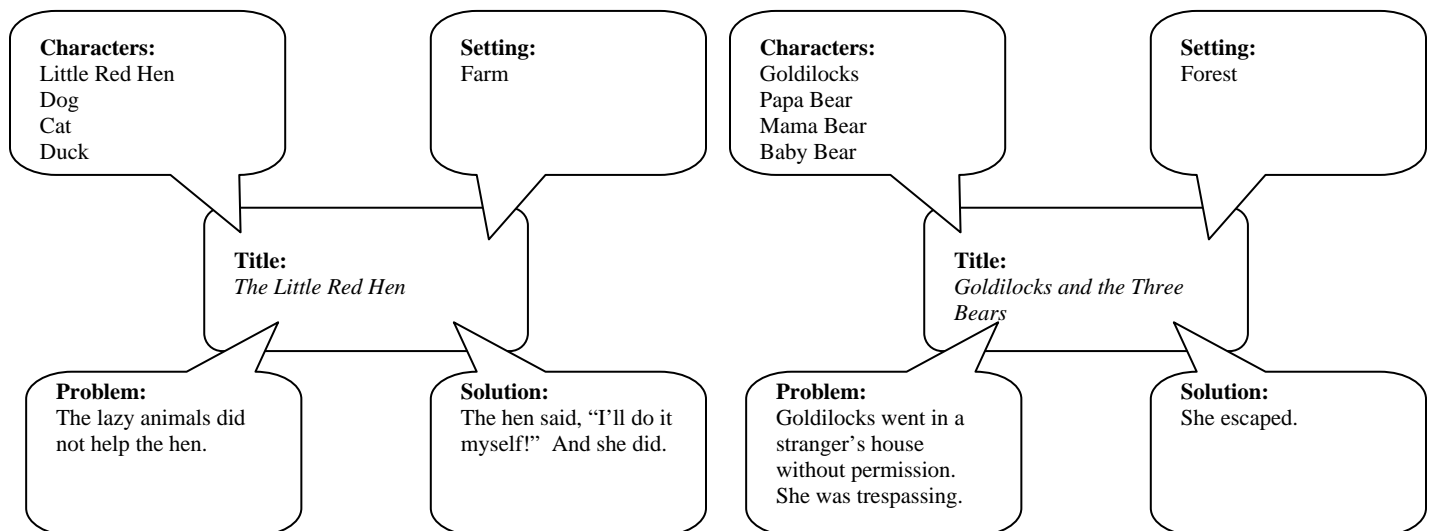 Characters:
Little Red Hen
Dog
Cat
Duck
Setting:
Farm
Title:
The Little Red Hen
Problem:
The lazy animals did
not help the hen.
Solution:
The hen said, “I’ll do it
myself!”  And she did.
Characters:
Goldilocks
Papa Bear
Mama Bear
Baby Bear
Setting:
Forest
Title:
Goldilocks and the Three
Bears
Problem:
Goldilocks went in a
stranger’s house
without permission.
She was trespassing.
Solution:
She escaped.